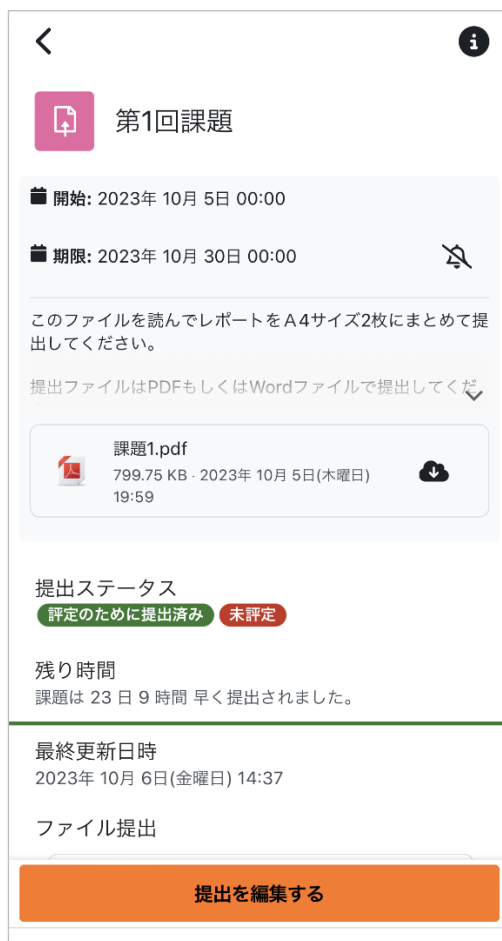 第1回課題
開始: 2023年 10月 5日 00:00
期限: 2023年 10月 30日 00:00
このファイルを読んでレポートをA4サイズ2枚にまとめて提
出してください。
提出ファイルはPDFもしくはWordファイルで提出してくだ
課題1.pdf
799.75 KB · 2023年 10月 5日(木曜日)
19:59
提出ステータス
評定のために提出済み 未評定
残り時間
課題は 23 日 9 時間 早く提出されました。
最終更新日時
2023年 10月 6日(金曜日) 14:37
ファイル提出
提出を編集する